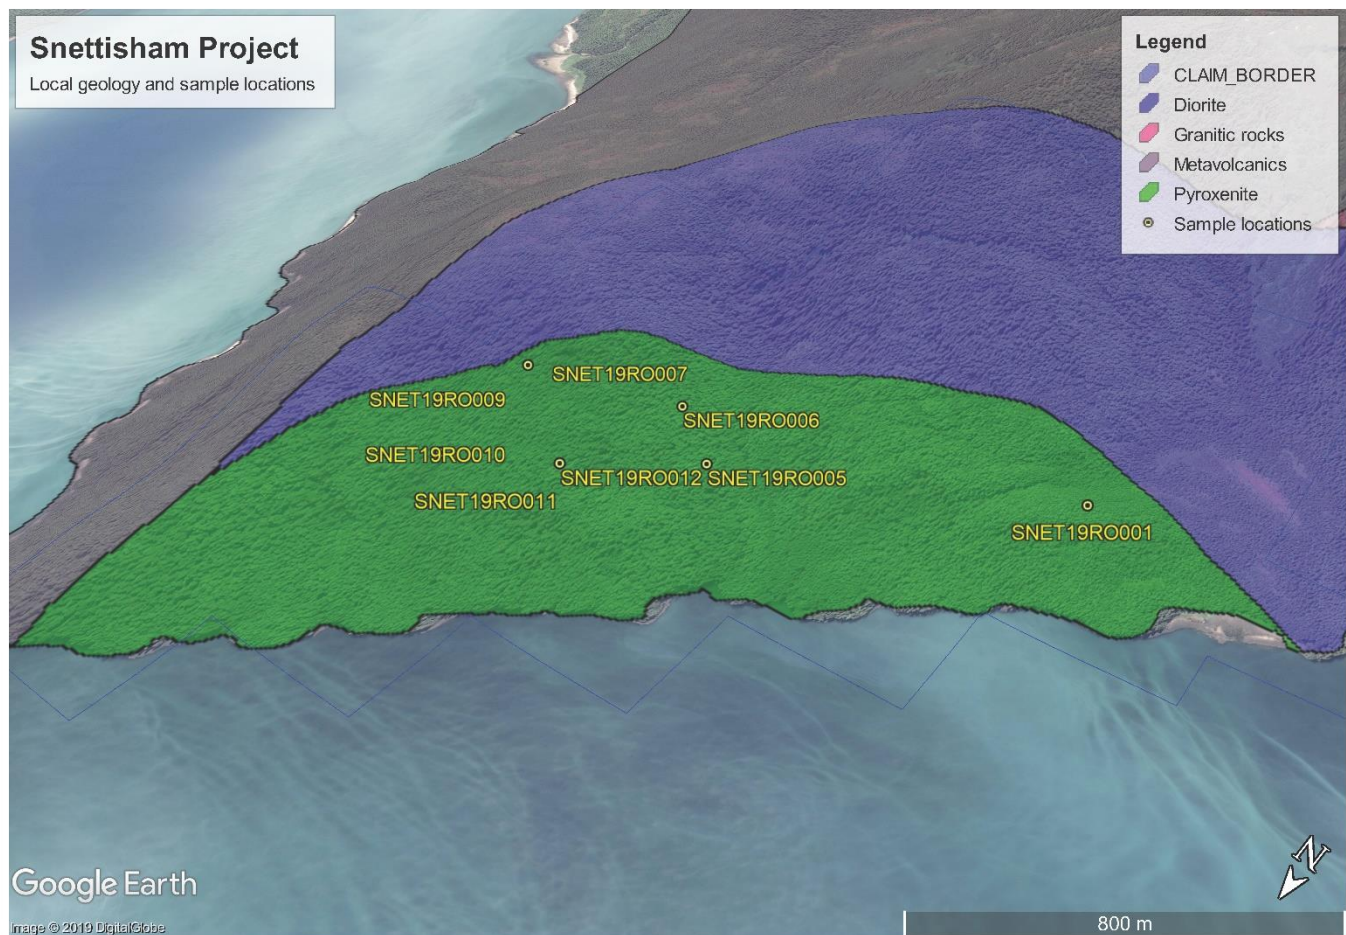 Snettisham Project
Local geology and sample locations
Legend
CLAIM_BORDER
Diorite
Granitic rocks
Metavolcanics
Pyroxenite
Sample locations
SNET19RO007
SNET19RO009
SNET19RO006
SNET19RO010
SNET19RO012
SNET19RO005
SNET19RO011
SNET19RO001
N
Google Earth
800 m
Image © 2019 DigitalGlobe